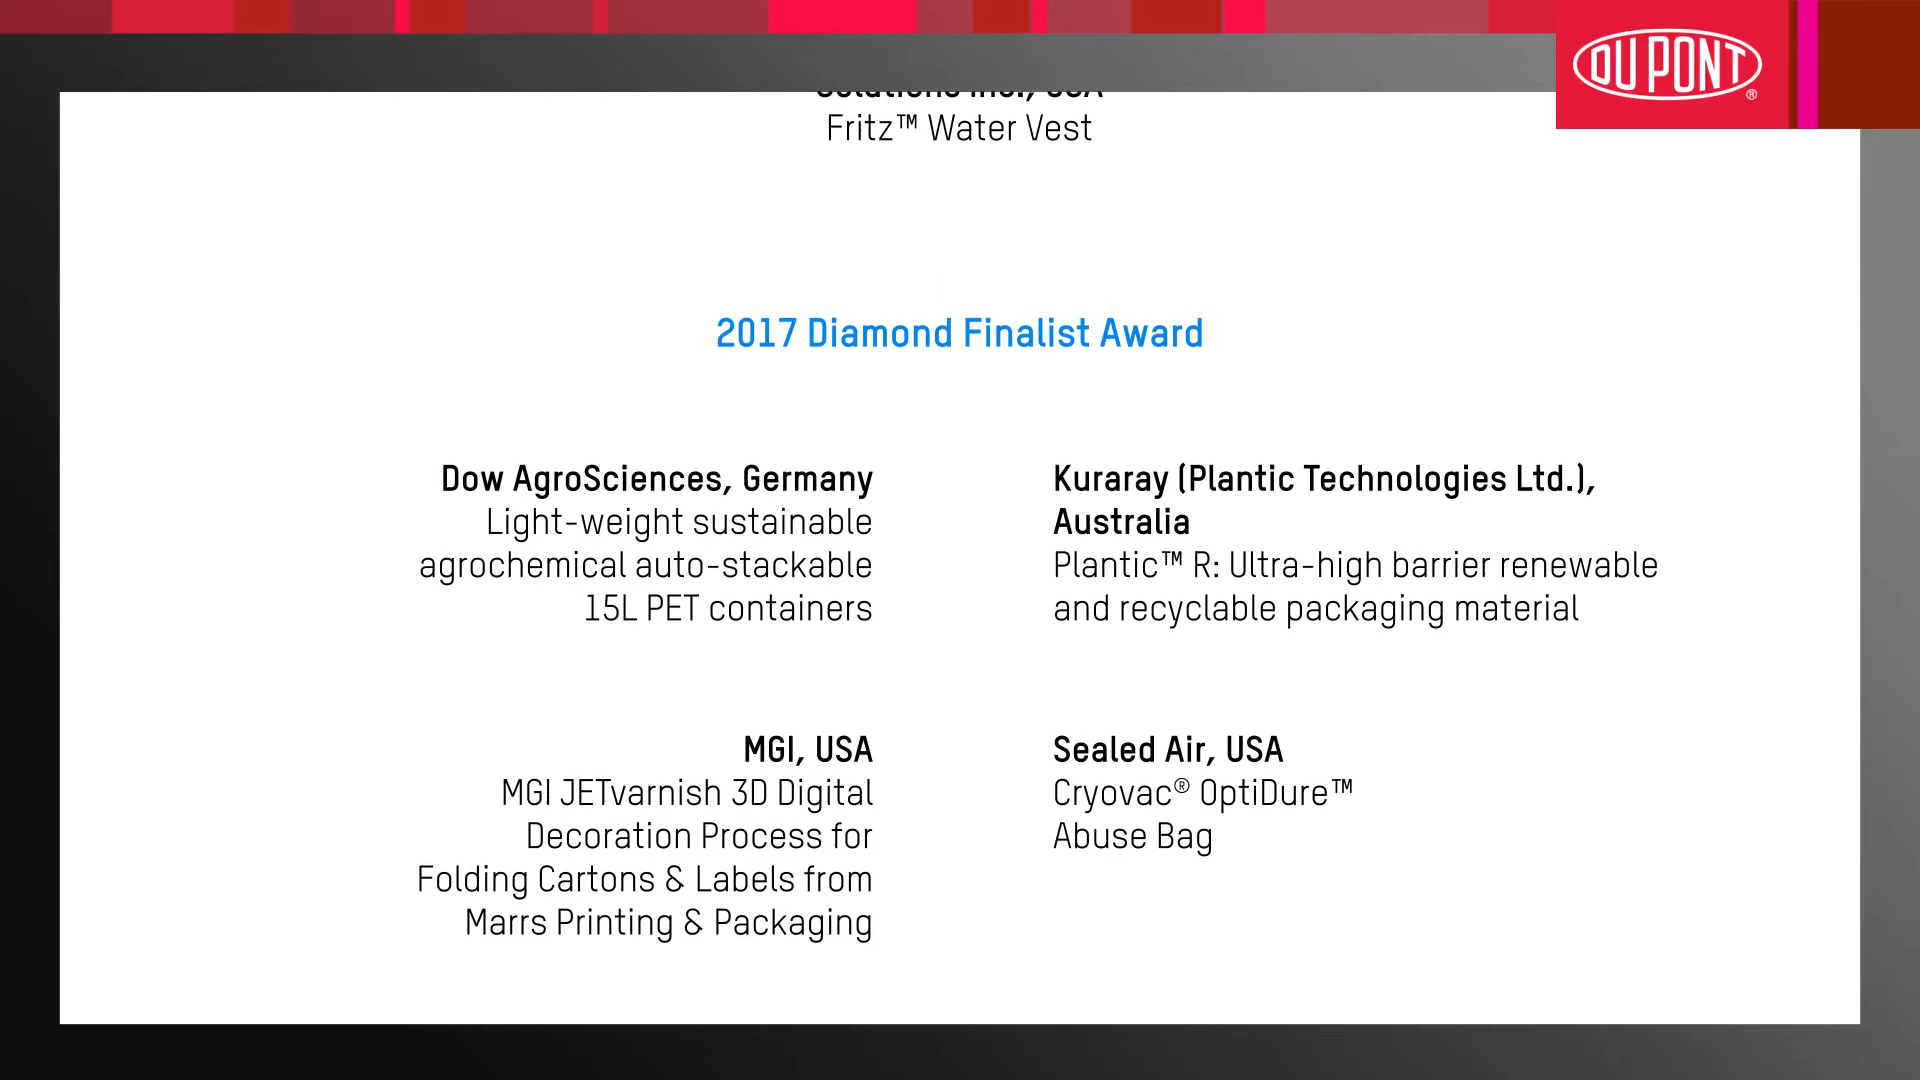 DUPONT®
Solutions Inc., USA
Fritz™ Water Vest
2017 Diamond Finalist Award
Dow AgroSciences, Germany
Light-weight sustainable
agrochemical auto-stackable
15L PET containers
Kuraray (Plantic Technologies Ltd.),
Australia
Plantic™ R: Ultra-high barrier renewable
and recyclable packaging material
MGI, USA
MGI JETvarnish 3D Digital
Decoration Process for
Folding Cartons & Labels from
Marrs Printing & Packaging
Sealed Air, USA
Cryovac® OptiDure™
Abuse Bag